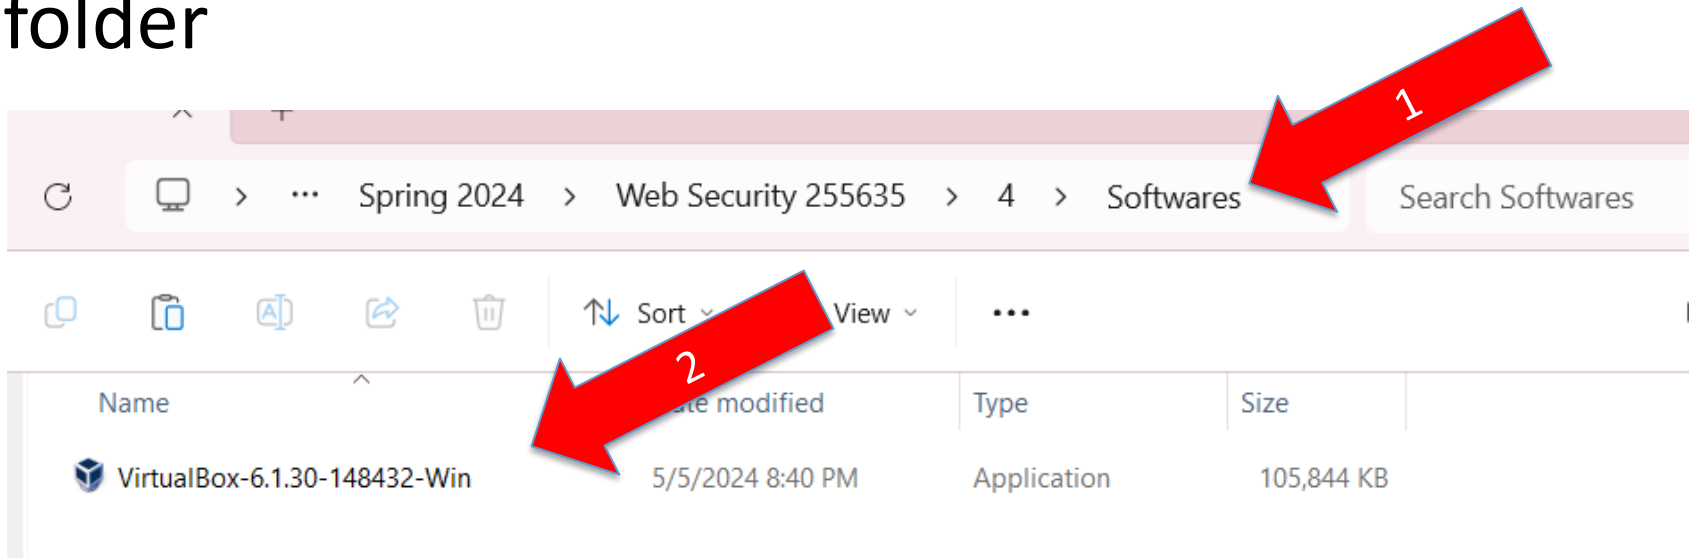 folder
1
Spring 2024 > Web Security 255635 > 4 > Softwares
Search Softwares
Sort
View
2
Name
modified
Type
Size
VirtualBox-6.1.30-148432-Win
5/5/2024 8:40 PM
Application
105,844 KB